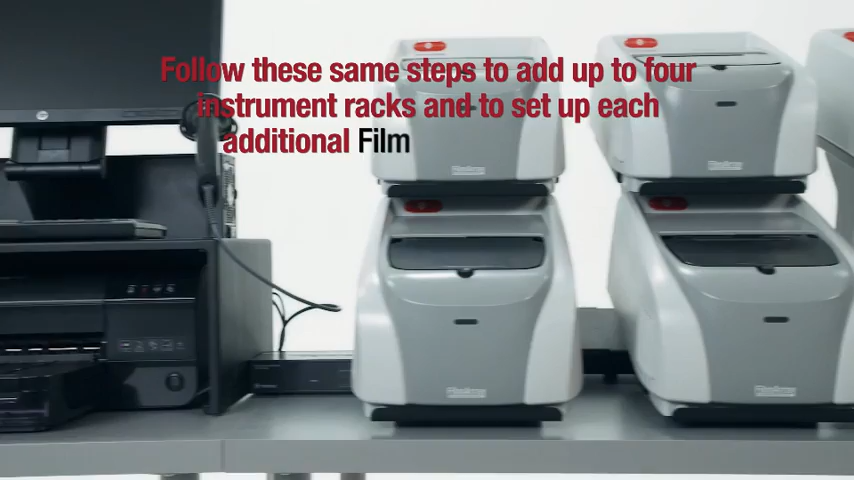 Follow these same steps to add up to four
instrument racks and to set up each
additional Film